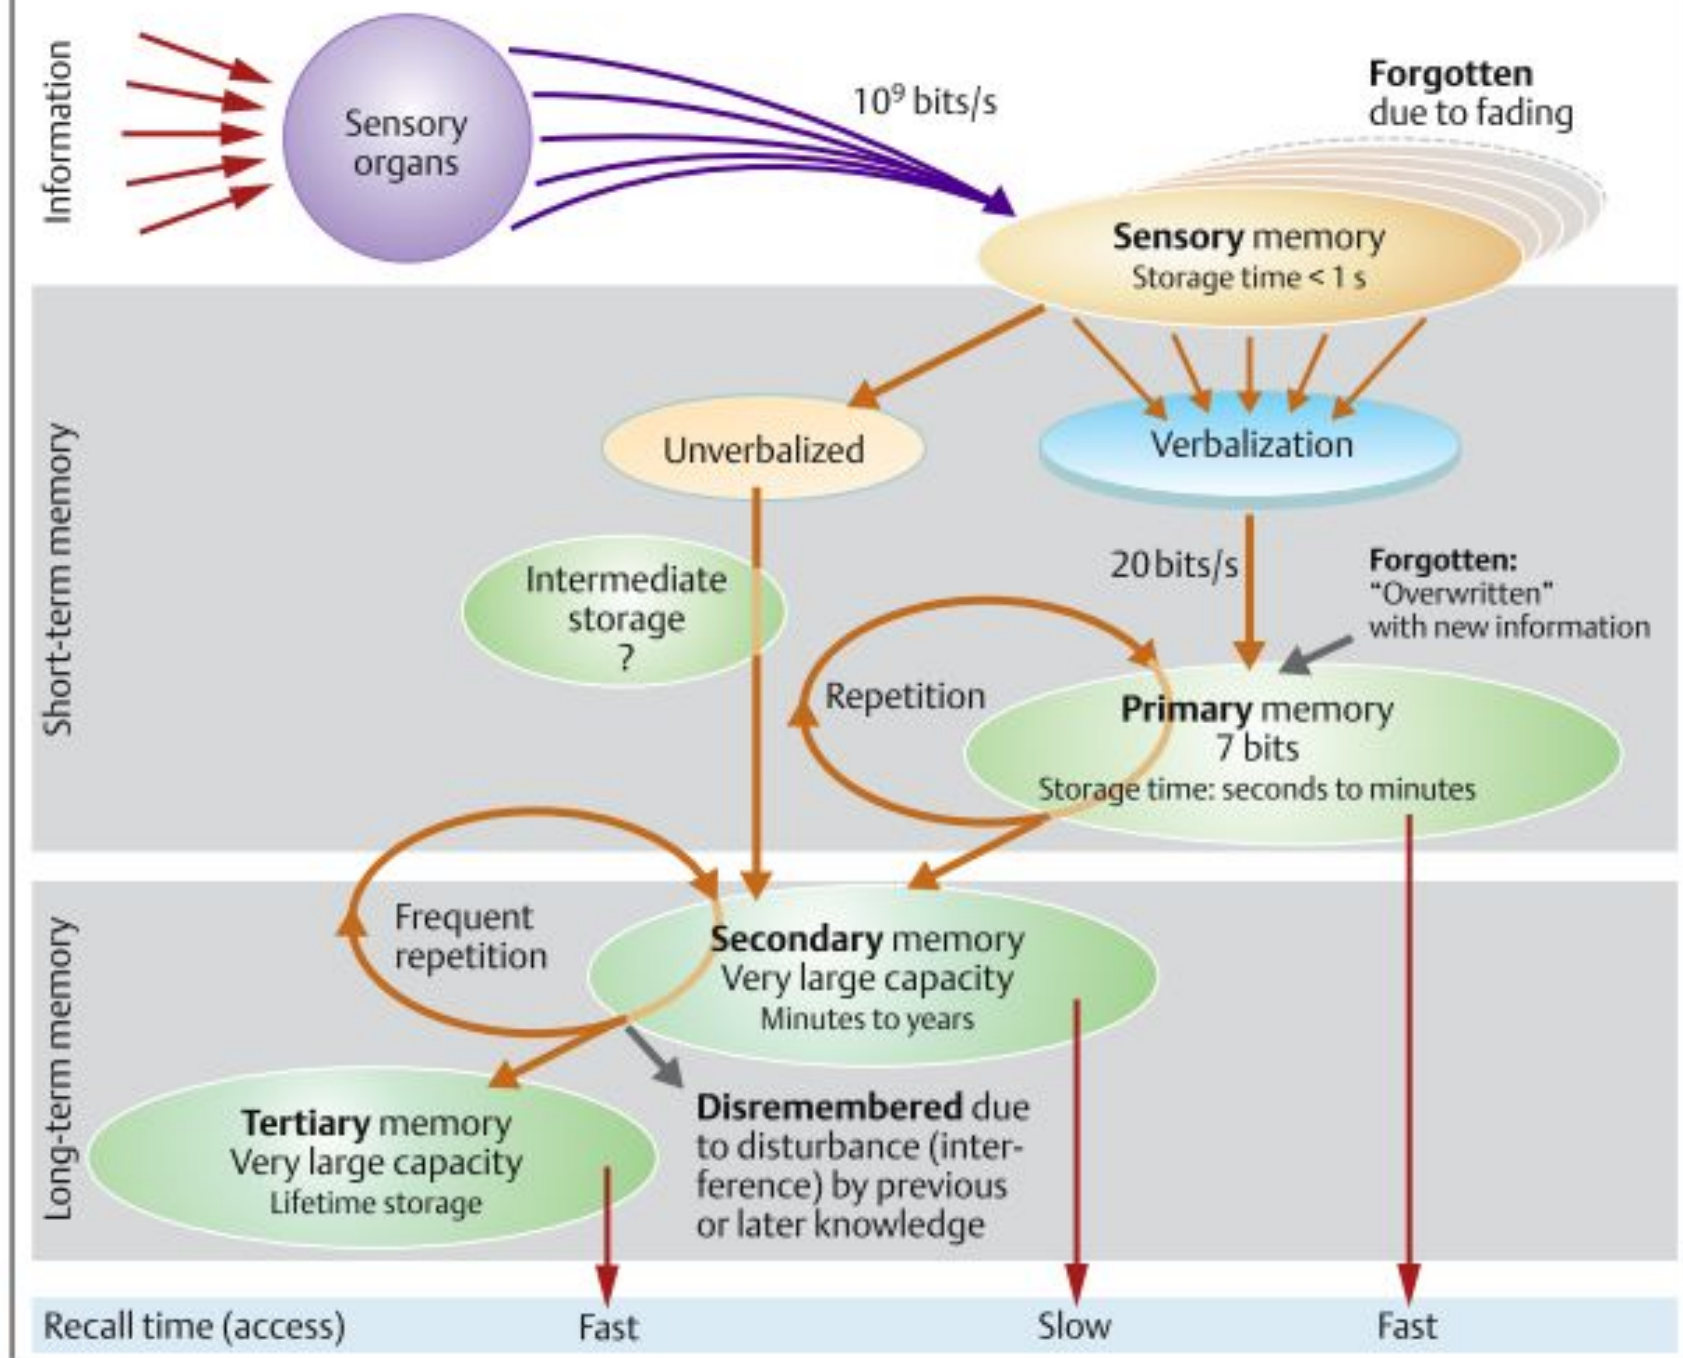 Information
Sensory
organs
10⁹ bits/s
Forgotten
due to fading
Sensory memory
Storage time < 1 s
Short-term memory
Unverbalized
Verbalization
Intermediate
storage
?
20 bits/s
Forgotten:
“Overwritten”
with new information
Repetition
Primary memory
7 bits
Storage time: seconds to minutes
Long-term memory
Frequent
repetition
Secondary memory
Very large capacity
Minutes to years
Tertiary memory
Very large capacity
Lifetime storage
Disremembered due
to disturbance (inter-
ference) by previous
or later knowledge
Recall time (access)
Fast
Slow
Fast